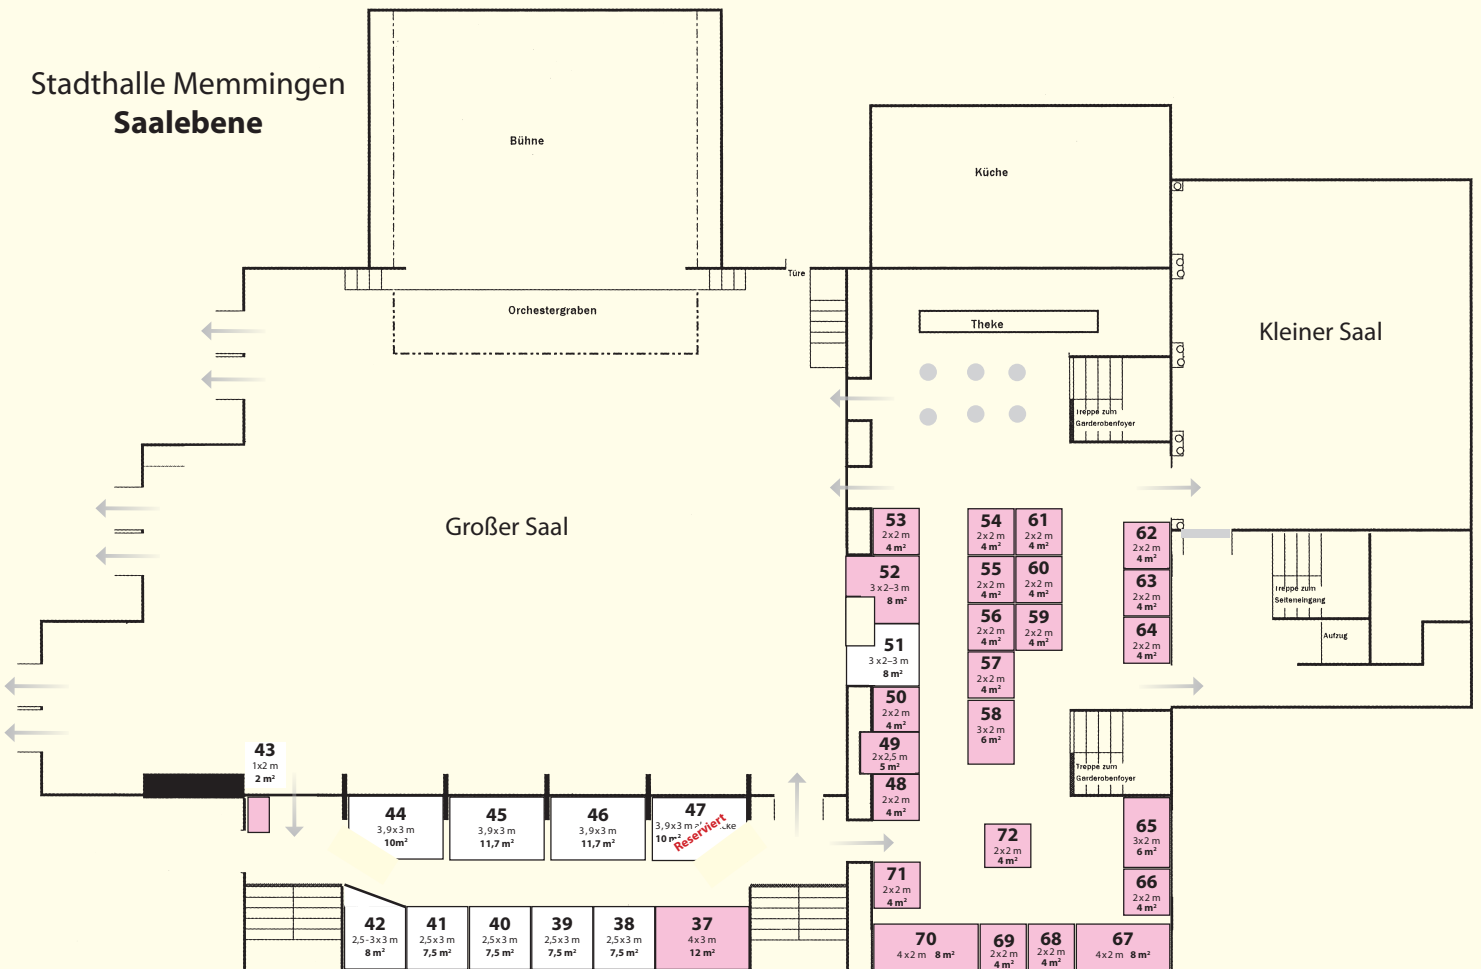 Stadthalle Memmingen
Saalebene
Bühne
Küche
Türe
Orchestergraben
Theke
Kleiner Saal
Treppe zum
Garderobenfoyer
Großer Saal
53
2x2 m
4 m²
54
2x2 m
4 m²
61
2x2 m
4 m²
62
2x2 m
4 m²
52
3x2–3 m
8 m²
55
2x2 m
4 m²
60
2x2 m
4 m²
63
2x2 m
4 m²
Treppe zum
Seiteneingang
56
2x2 m
4 m²
59
2x2 m
4 m²
64
2x2 m
4 m²
Aufzug
51
3x2–3 m
8 m²
57
2x2 m
4 m²
50
2x2 m
4 m²
58
3x2 m
6 m²
49
2x2,5 m
5 m²
48
2x2 m
4 m²
Treppe zum
Garderobenfoyer
43
1x2 m
2 m²
44
3,9x3 m
10m²
45
3,9x3 m
11,7 m²
46
3,9x3 m
11,7 m²
47
3,9x3 m
10 m²
Reserviert
72
2x2 m
4 m²
65
3x2 m
6 m²
71
2x2 m
4 m²
66
2x2 m
4 m²
42
2,5-3x3 m
8 m²
41
2,5x3 m
7,5 m²
40
2,5x3 m
7,5 m²
39
2,5x3 m
7,5 m²
38
2,5x3 m
7,5 m²
37
4x3 m
12 m²
70
4x2 m 8 m²
69
2x2 m
4 m²
68
2x2 m
4 m²
67
4x2 m 8 m²